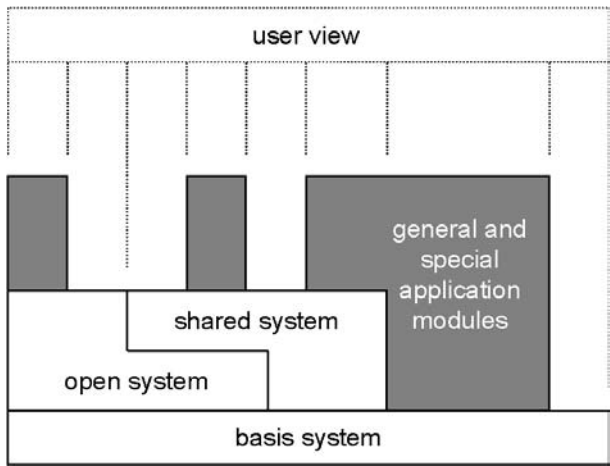 user view
general and
special
application
modules
shared system
open system
basis system